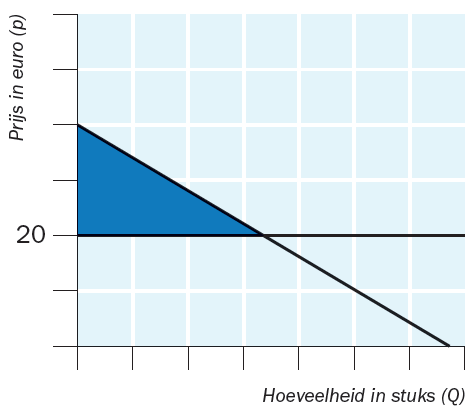 Prijs in euro (p)
20
Hoeveelheid in stuks (Q)